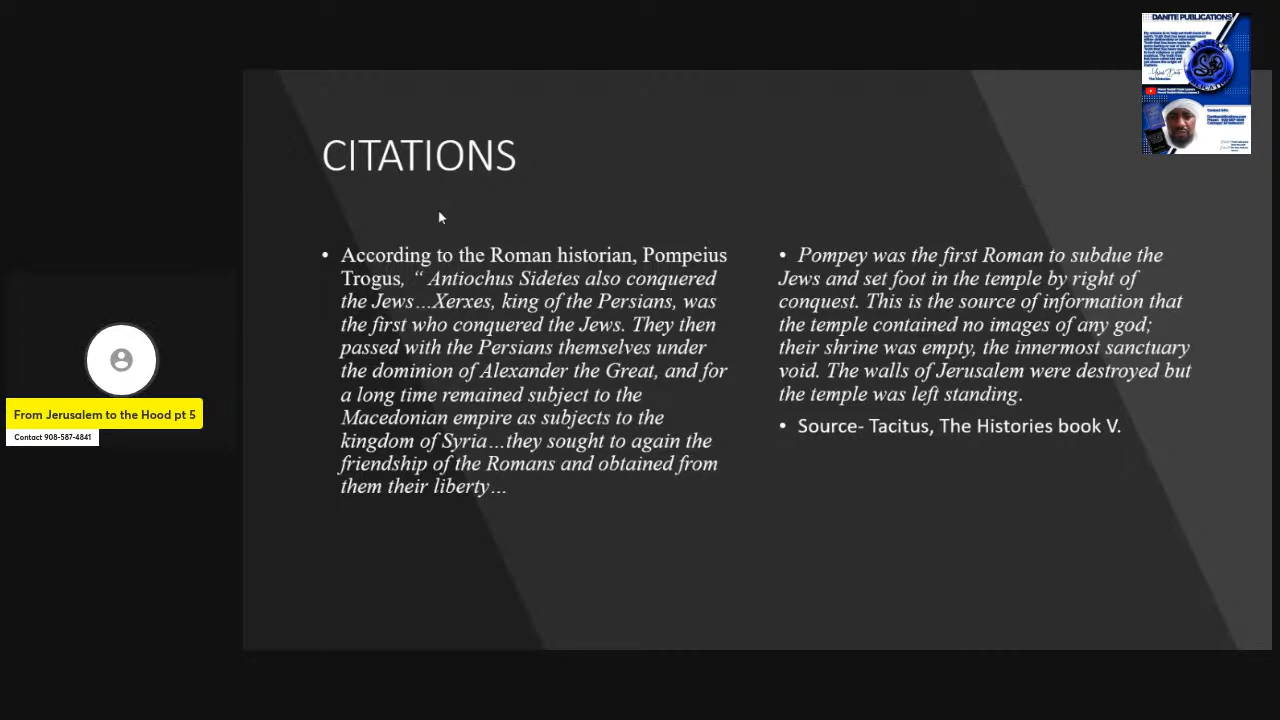 DANITE PUBLICATIONS
CITATIONS
• According to the Roman historian, Pompeius
Trogus, “ Antiochus Sidetes also conquered
the Jews…Xerxes, king of the Persians, was
the first who conquered the Jews. They then
passed with the Persians themselves under
the dominion of Alexander the Great, and for
a long time remained subject to the
Macedonian empire as subjects to the
kingdom of Syria…they sought to again the
friendship of the Romans and obtained from
them their liberty…
• Pompey was the first Roman to subdue the
Jews and set foot in the temple by right of
conquest. This is the source of information that
the temple contained no images of any god;
their shrine was empty, the innermost sanctuary
void. The walls of Jerusalem were destroyed but
the temple was left standing.
• Source- Tacitus, The Histories book V.
From Jerusalem to the Hood pt 5
Contact 908-587-4841